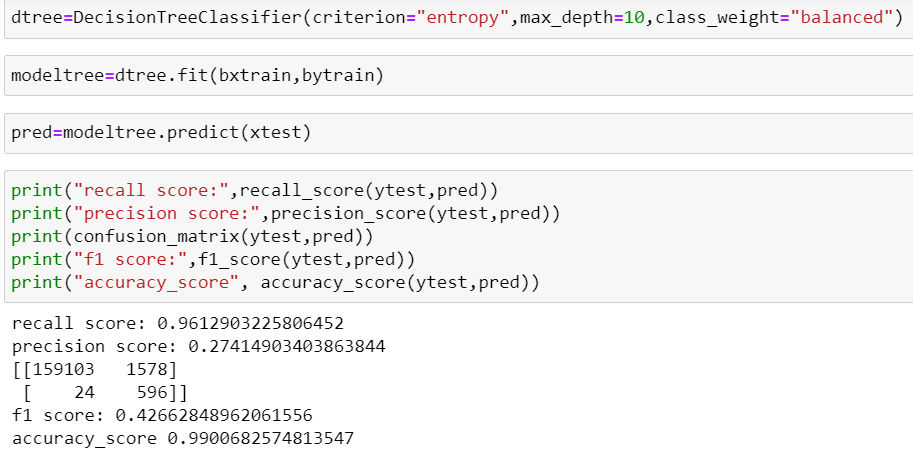 dtree=DecisionTreeClassifier(criterion="entropy",max_depth=10,class_weight="balanced")
modeltree=dtree.fit(bxtrain,bytrain)
pred=modeltree.predict(xtest)
print("recall score:",recall_score(ytest,pred))
print("precision score:",precision_score(ytest,pred))
print(confusion_matrix(ytest,pred))
print("f1 score:",f1_score(ytest,pred))
print("accuracy_score", accuracy_score(ytest,pred))
recall score: 0.9612903225806452
precision score: 0.27414903403863844
[[159103   1578]
 [    24    596]]
f1 score: 0.42662848962061556
accuracy_score 0.9900682574813547